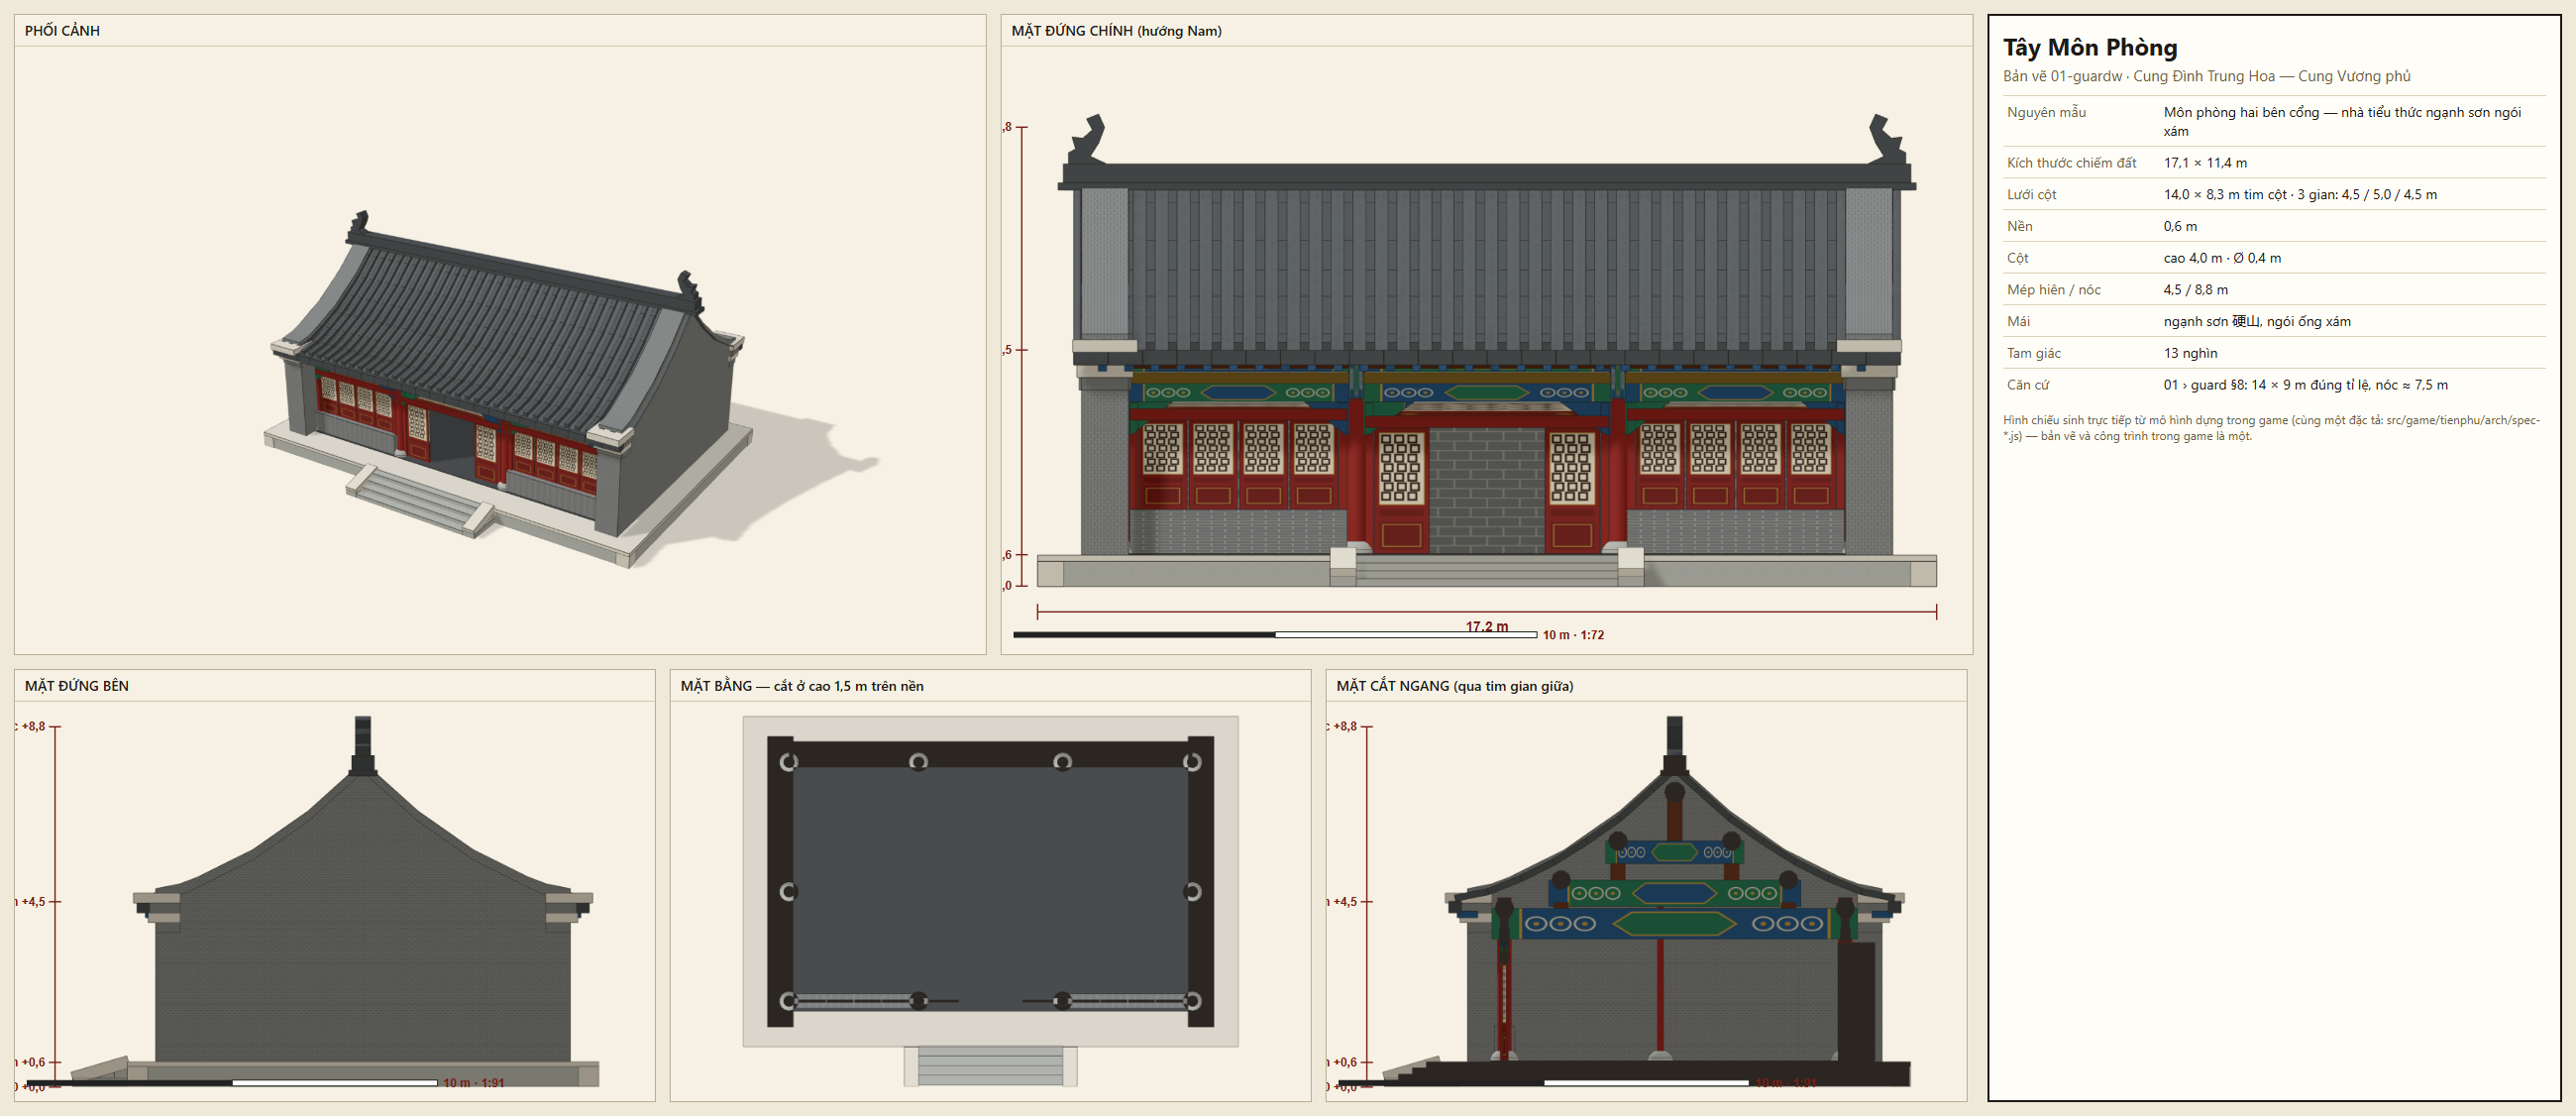 PHỐI CẢNH
MẶT ĐỨNG CHÍNH (hướng Nam)
,8
,5
,6
,0
17,2 m
10 m · 1:72
MẶT ĐỨNG BÊN
+8,8
+4,5
+0,6
+0,0
10 m · 1:91
MẶT BẰNG — cắt ở cao 1,5 m trên nền
MẶT CẮT NGANG (qua tim gian giữa)
+8,8
+4,5
+0,6
+0,0
10 m · 1:91
Tây Môn Phòng
Bản vẽ 01-guardw · Cung Đình Trung Hoa — Cung Vương phủ
Nguyên mẫu Môn phòng hai bên cổng — nhà tiểu thức ngạnh sơn ngói
xám
Kích thước chiếm đất 17,1 × 11,4 m
Lưới cột 14,0 × 8,3 m tim cột · 3 gian: 4,5 / 5,0 / 4,5 m
Nền 0,6 m
Cột cao 4,0 m · Ø 0,4 m
Mép hiên / nóc 4,5 / 8,8 m
Mái ngạnh sơn 硬山, ngói ống xám
Tam giác 13 nghìn
Căn cứ 01 › guard §8: 14 × 9 m đúng tỉ lệ, nóc ≈ 7,5 m
Hình chiếu sinh trực tiếp từ mô hình dựng trong game (cùng một đặc tả: src/game/tienphu/arch/spec-
*.js) — bản vẽ và công trình trong game là một.